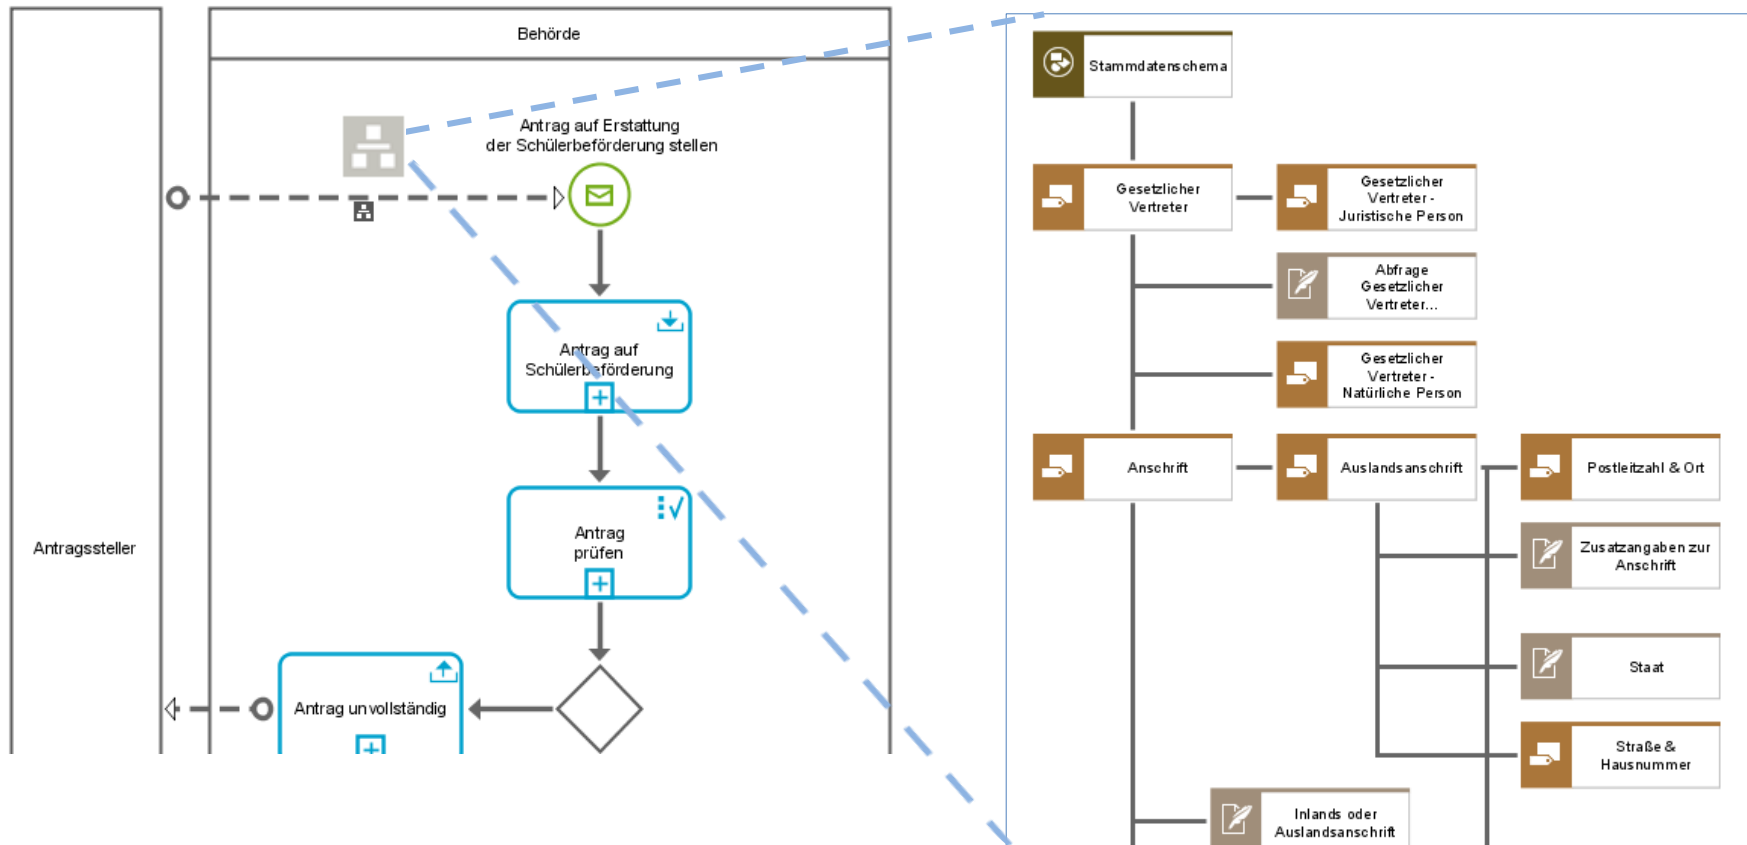 Behörde
Antragssteller
Antrag auf Erstattung
der Schülerbeförderung stellen
Antrag auf
Schülerbeförderung
Antrag
prüfen
Antrag unvollständig
Stammdatenschema
Gesetzlicher
Vertreter
Gesetzlicher
Vertreter -
Juristische Person
Abfrage
Gesetzlicher
Vertreter...
Gesetzlicher
Vertreter -
Natürliche Person
Anschrift
Auslandsanschrift
Postleitzahl & Ort
Zusatzangaben zur
Anschrift
Staat
Straße &
Hausnummer
Inlands oder
Auslandsanschrift